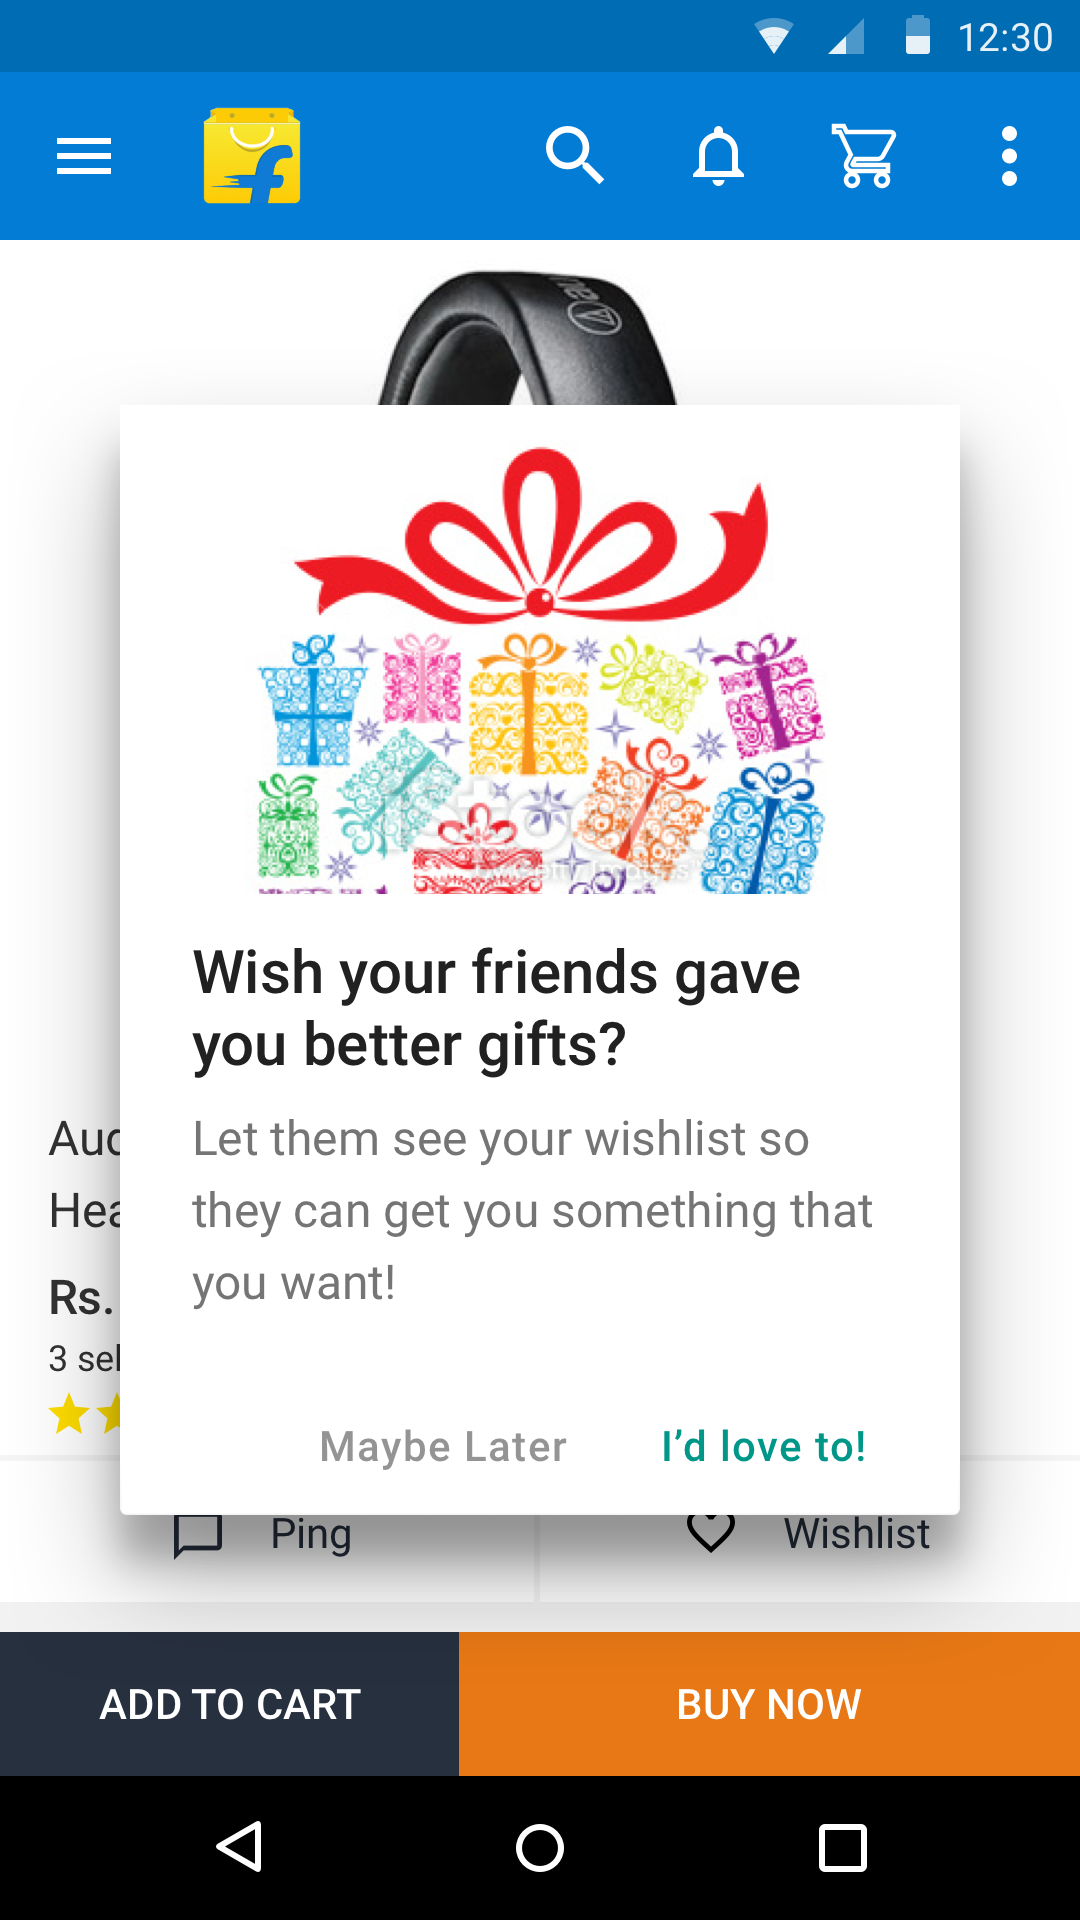 12:30
Wish your friends gave
you better gifts?
Aud
Let them see your wishlist so
Hea
they can get you something that
Rs.
you want!
3 sel
Maybe Later
I’d love to!
Ping
Wishlist
ADD TO CART
BUY NOW